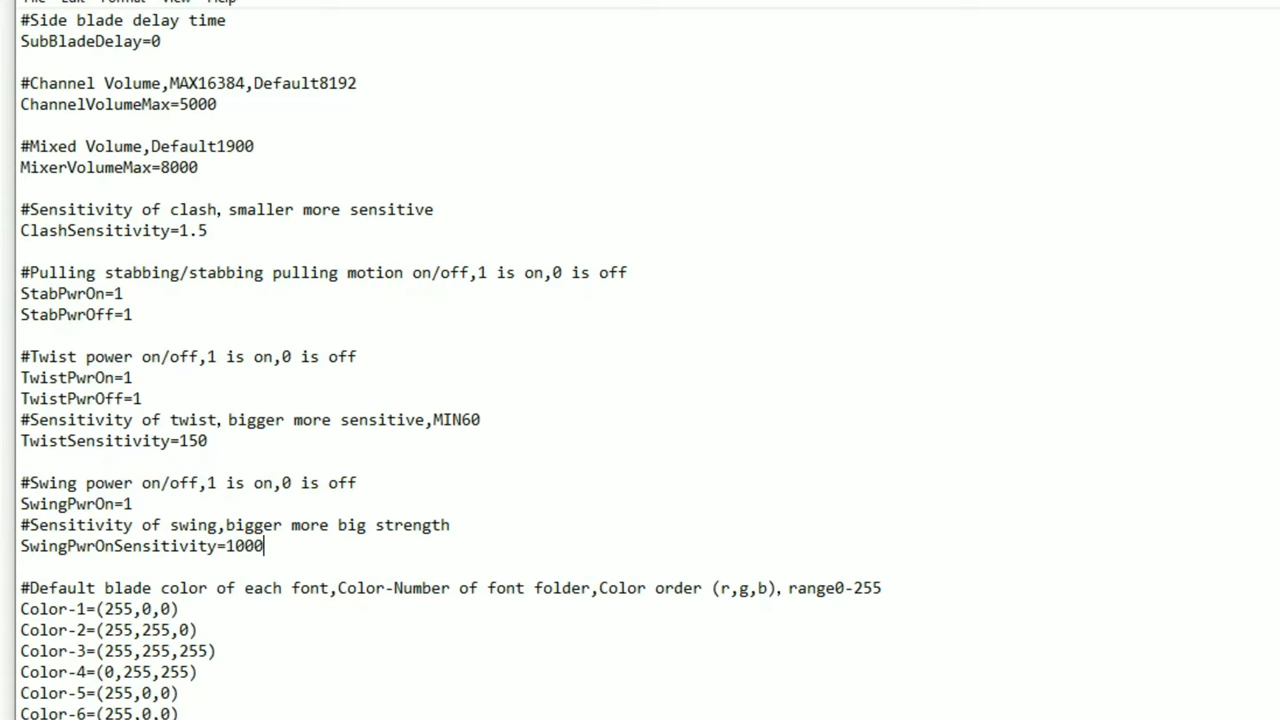 File Edit Format View Help
#Side blade delay time
SubBladeDelay=0
#Channel Volume,MAX16384,Default8192
ChannelVolumeMax=5000
#Mixed Volume,Default1900
MixerVolumeMax=8000
#Sensitivity of clash, smaller more sensitive
ClashSensitivity=1.5
#Pulling stabbing/stabbing pulling motion on/off,1 is on,0 is off
StabPwrOn=1
StabPwrOff=1
#Twist power on/off,1 is on,0 is off
TwistPwrOn=1
TwistPwrOff=1
#Sensitivity of twist, bigger more sensitive,MIN60
TwistSensitivity=150
#Swing power on/off,1 is on,0 is off
SwingPwrOn=1
#Sensitivity of swing,bigger more big strength
SwingPwrOnSensitivity=1000
#Default blade color of each font,Color-Number of font folder,Color order (r,g,b), range0-255
Color-1=(255,0,0)
Color-2=(255,255,0)
Color-3=(255,255,255)
Color-4=(0,255,255)
Color-5=(255,0,0)
Color-6=(255,0,0)